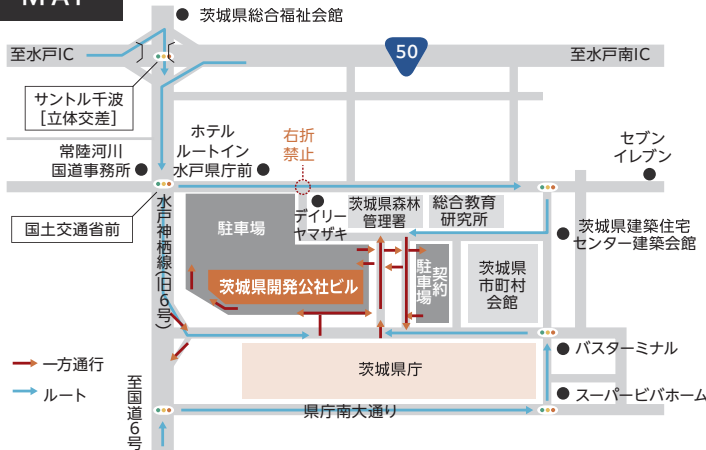 MAP
茨城県総合福祉会館
至水戸IC
50
至水戸南IC
サントル千波
[立体交差]
常陸河川
国道事務所
ホテル
ルートイン
水戸県庁前
右折
禁止
セブン
イレブン
国土交通省前
水戸神栖線(旧6号)
駐車場
デイリー
ヤマザキ
茨城県森林
管理署
総合教育
研究所
茨城県建築住宅
センター建築会館
茨城県開発公社ビル
契約
駐車場
茨城県
市町村
会館
一方通行
ルート
茨城県庁
バスターミナル
スーパービバホーム
至国道6号
県庁南大通り